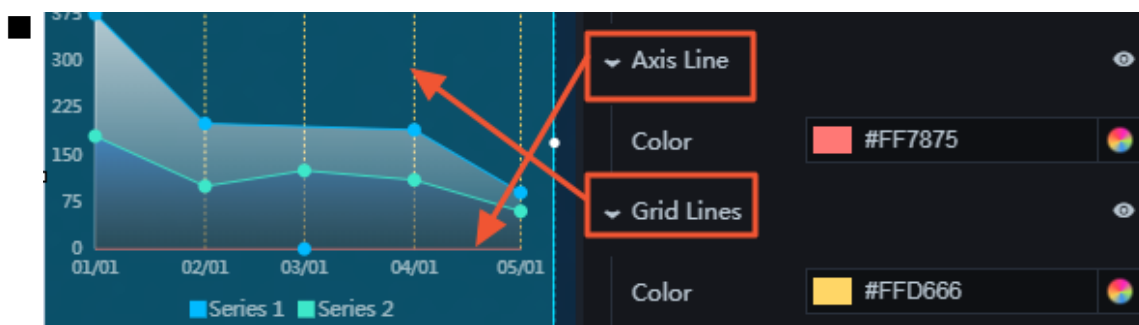 375
300
225
150
75
0
01/01 02/01 03/01 04/01 05/01
Series 1 Series 2
Axis Line
Color #FF7875
Grid Lines
Color #FFD666